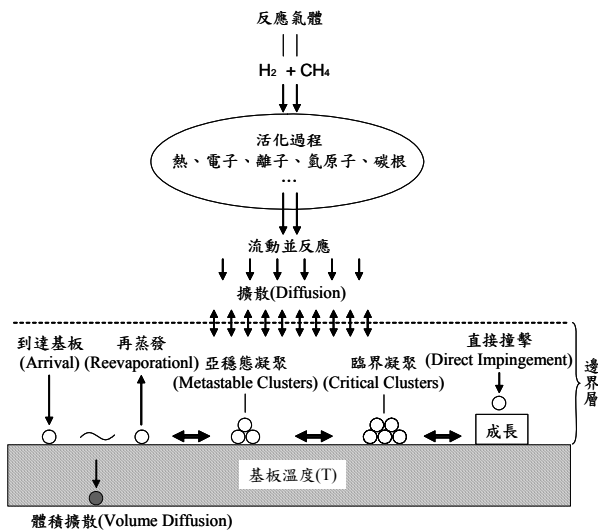 反應氣體
H₂ + CH₄
活化過程
熱、電子、離子、氫原子、碳根
...
流動並反應
擴散(Diffusion)
到達基板
(Arrival)
再蒸發
(Reevaporationl)
亞穩態凝聚
(Metastable Clusters)
臨界凝聚
(Critical Clusters)
直接撞擊
(Direct Impingement)
邊界層
成長
基板溫度(T)
體積擴散(Volume Diffusion)